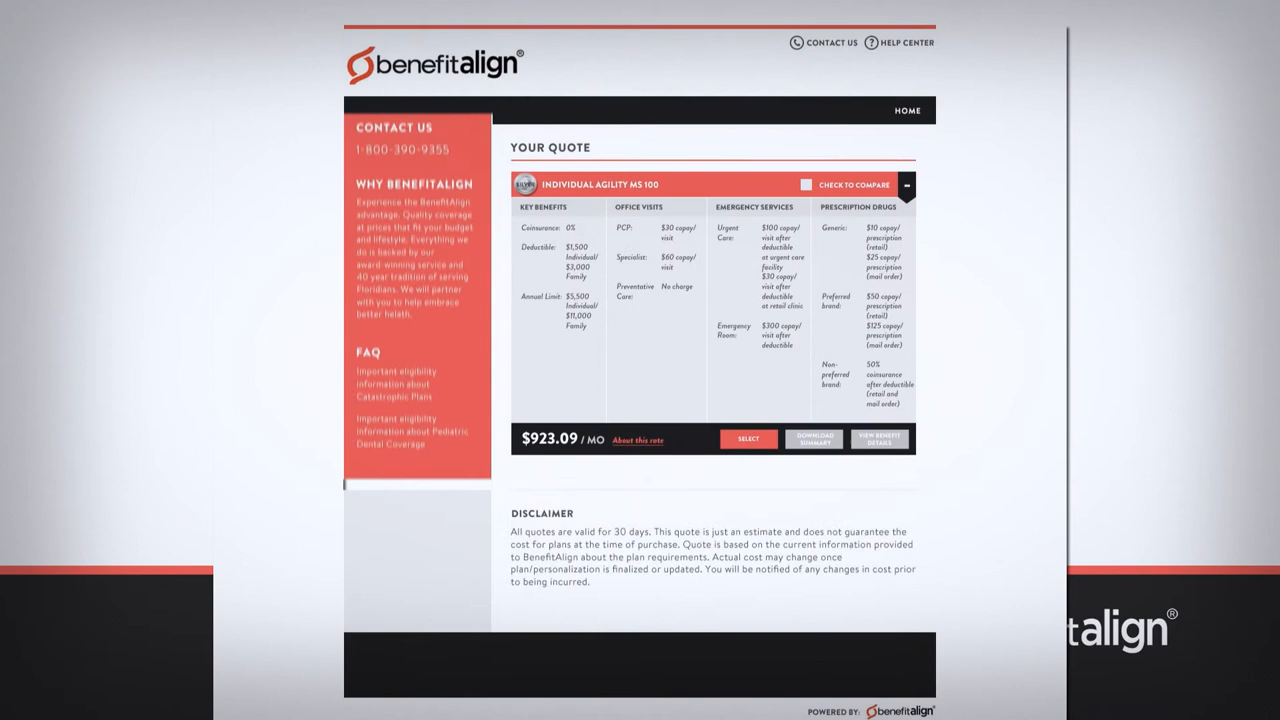 CONTACT US
HELP CENTER
benefitalign®
HOME
CONTACT US
1-800-390-9355
WHY BENEFITALIGN
Experience the BenefitAlign
advantage. Quality coverage
at prices that fit your budget
and lifestyle. Everything we
do is backed by our
award-winning service and
40 year tradition of serving
Floridians. We will partner
with you to help embrace
better helath.
FAQ
Important eligibility
information about
Catastrophic Plans
Important eligibility
information about Pediatric
Dental Coverage
YOUR QUOTE
SILVER
INDIVIDUAL AGILITY MS 100
CHECK TO COMPARE
-
KEY BENEFITS
Coinsurance: 0%
Deductible: $1,500
Individual/
$3,000
Family
Annual Limit: $5,500
Individual/
$11,000
Family
OFFICE VISITS
PCP: $30 copay/
visit
Specialist: $60 copay/
visit
Preventative No charge
Care:
EMERGENCY SERVICES
Urgent $100 copay/
Care: visit after
deductible
at urgent care
facility
$30 copay/
visit after
deductible
at retail clinic
Emergency $300 copay/
Room: visit after
deductible
PRESCRIPTION DRUGS
Generic: $10 copay/
prescription
(retail)
$25 copay/
prescription
(mail order)
Preferred $50 copay/
brand: prescription
(retail)
$125 copay/
prescription
(mail order)
Non- 50%
preferred coinsurance
brand: after deductible
(retail and
mail order)
$923.09 / MO About this rate
SELECT
DOWNLOAD
SUMMARY
VIEW BENEFIT
DETAILS
DISCLAIMER
All quotes are valid for 30 days. This quote is just an estimate and does not guarantee the
cost for plans at the time of purchase. Quote is based on the current information provided
to BenefitAlign about the plan requirements. Actual cost may change once
plan/personalization is finalized or updated. You will be notified of any changes in cost prior
to being incurred.
talign®
POWERED BY: benefitalign®